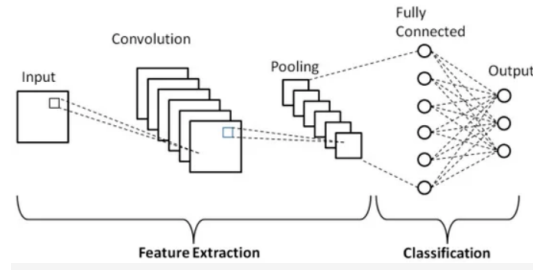 Input
Convolution
Pooling
Fully
Connected
Output
Feature Extraction
Classification